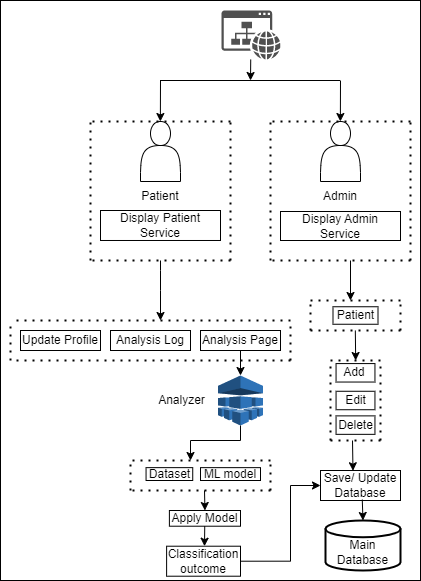 Patient
Admin
Display Patient
Service
Display Admin
Service
Patient
Update Profile
Analysis Log
Analysis Page
Add
Edit
Delete
Analyzer
Dataset
ML model
Save/ Update
Database
Apply Model
Classification
outcome
Main
Database